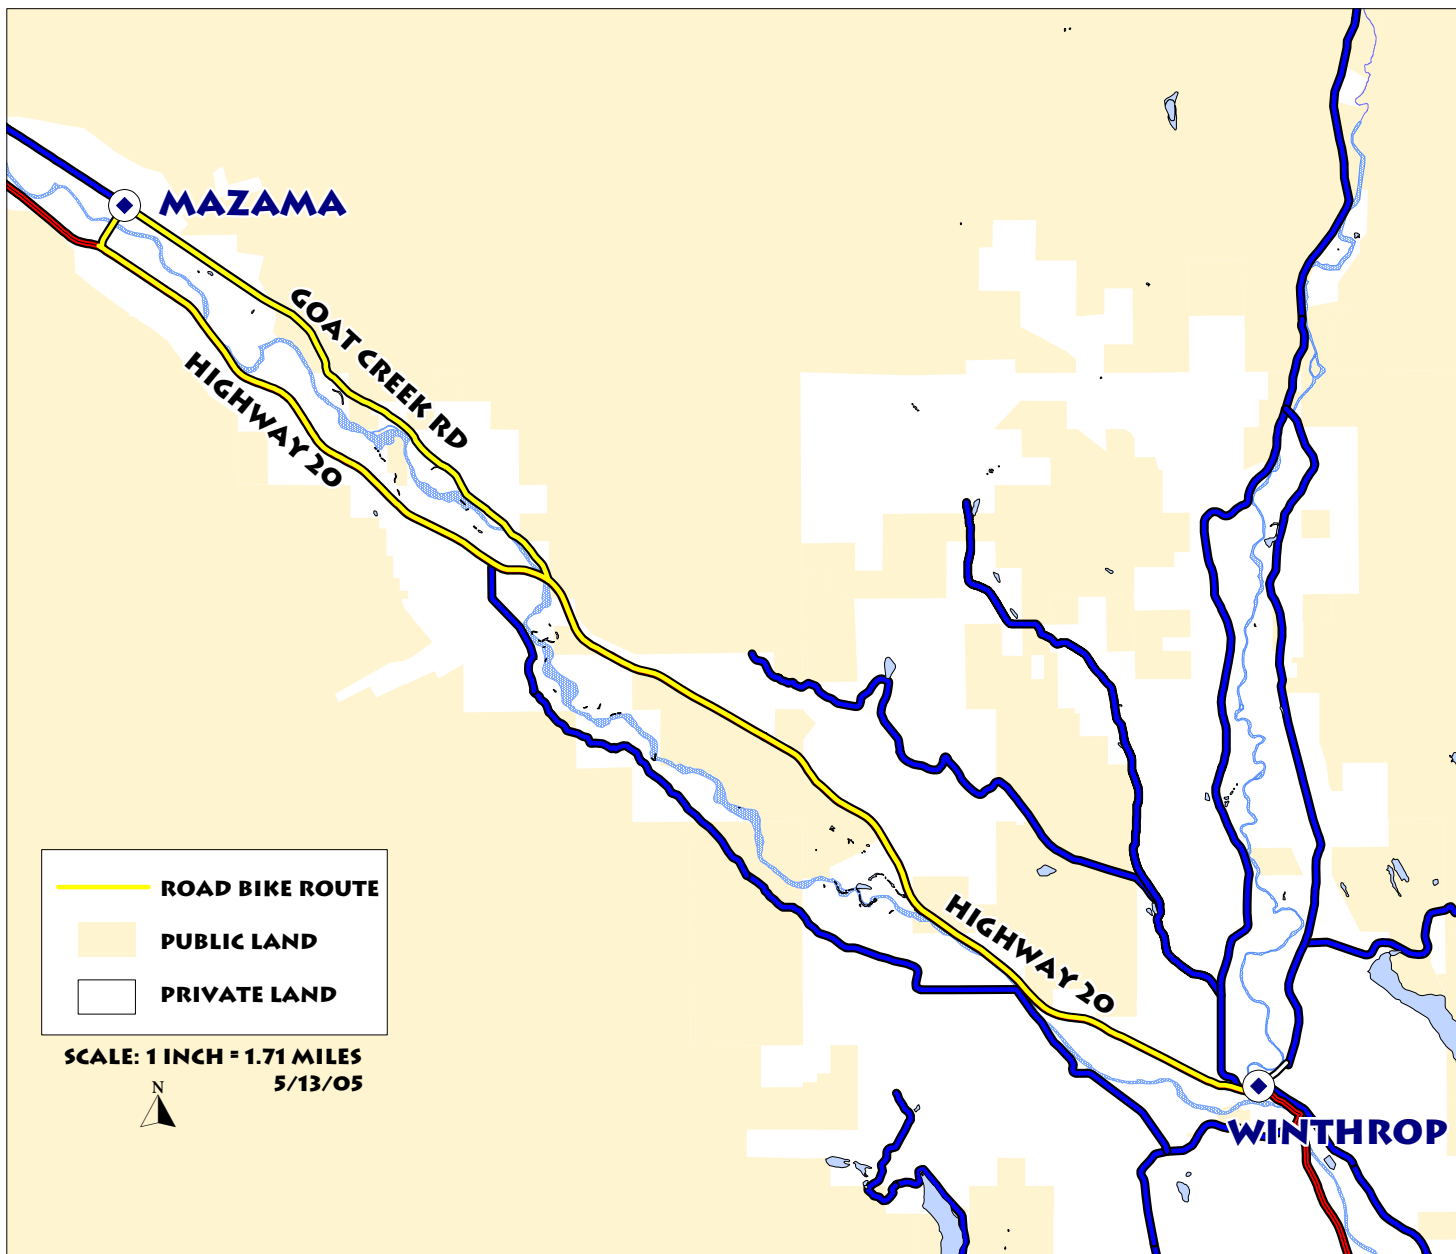 MAZAMA
GOAT CREEK RD
HIGHWAY 20
HIGHWAY 20
ROAD BIKE ROUTE
PUBLIC LAND
PRIVATE LAND
SCALE: 1 INCH = 1.71 MILES
5/13/05
N
WINTHROP